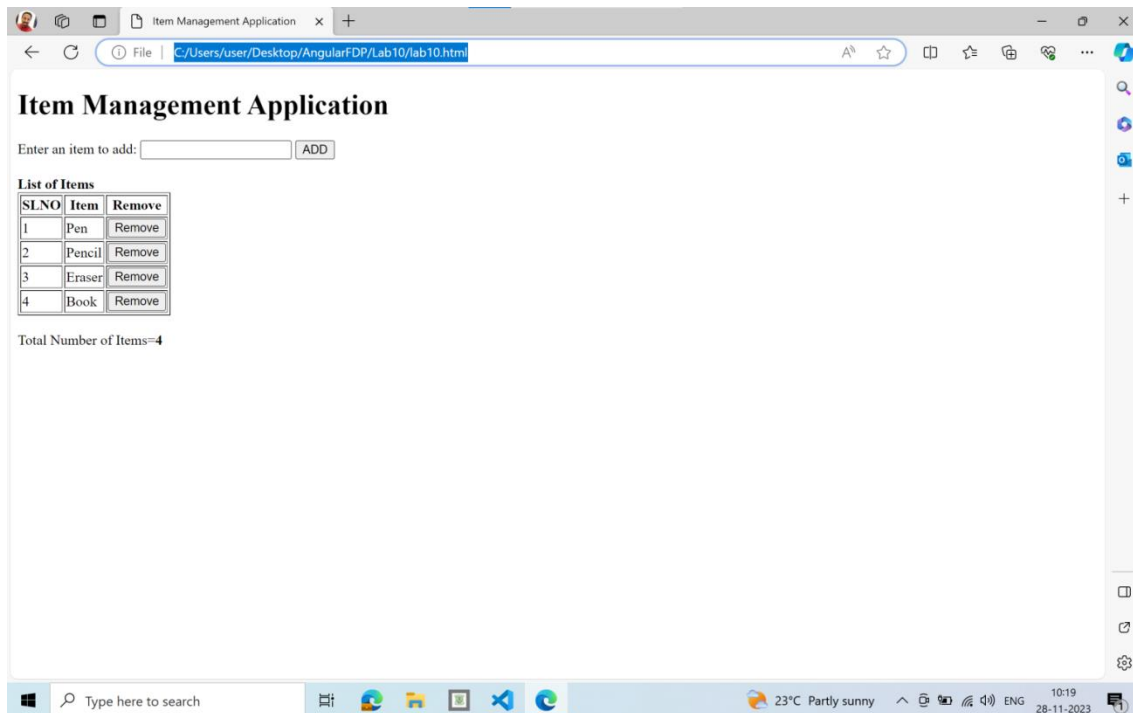 Item Management Application
File C:/Users/user/Desktop/AngularFDP/Lab10/lab10.html
Item Management Application
Enter an item to add: ADD
List of Items
SLNO Item Remove
1 Pen Remove
2 Pencil Remove
3 Eraser Remove
4 Book Remove
Total Number of Items=4
Type here to search 23°C Partly sunny ENG 10:19
28-11-2023